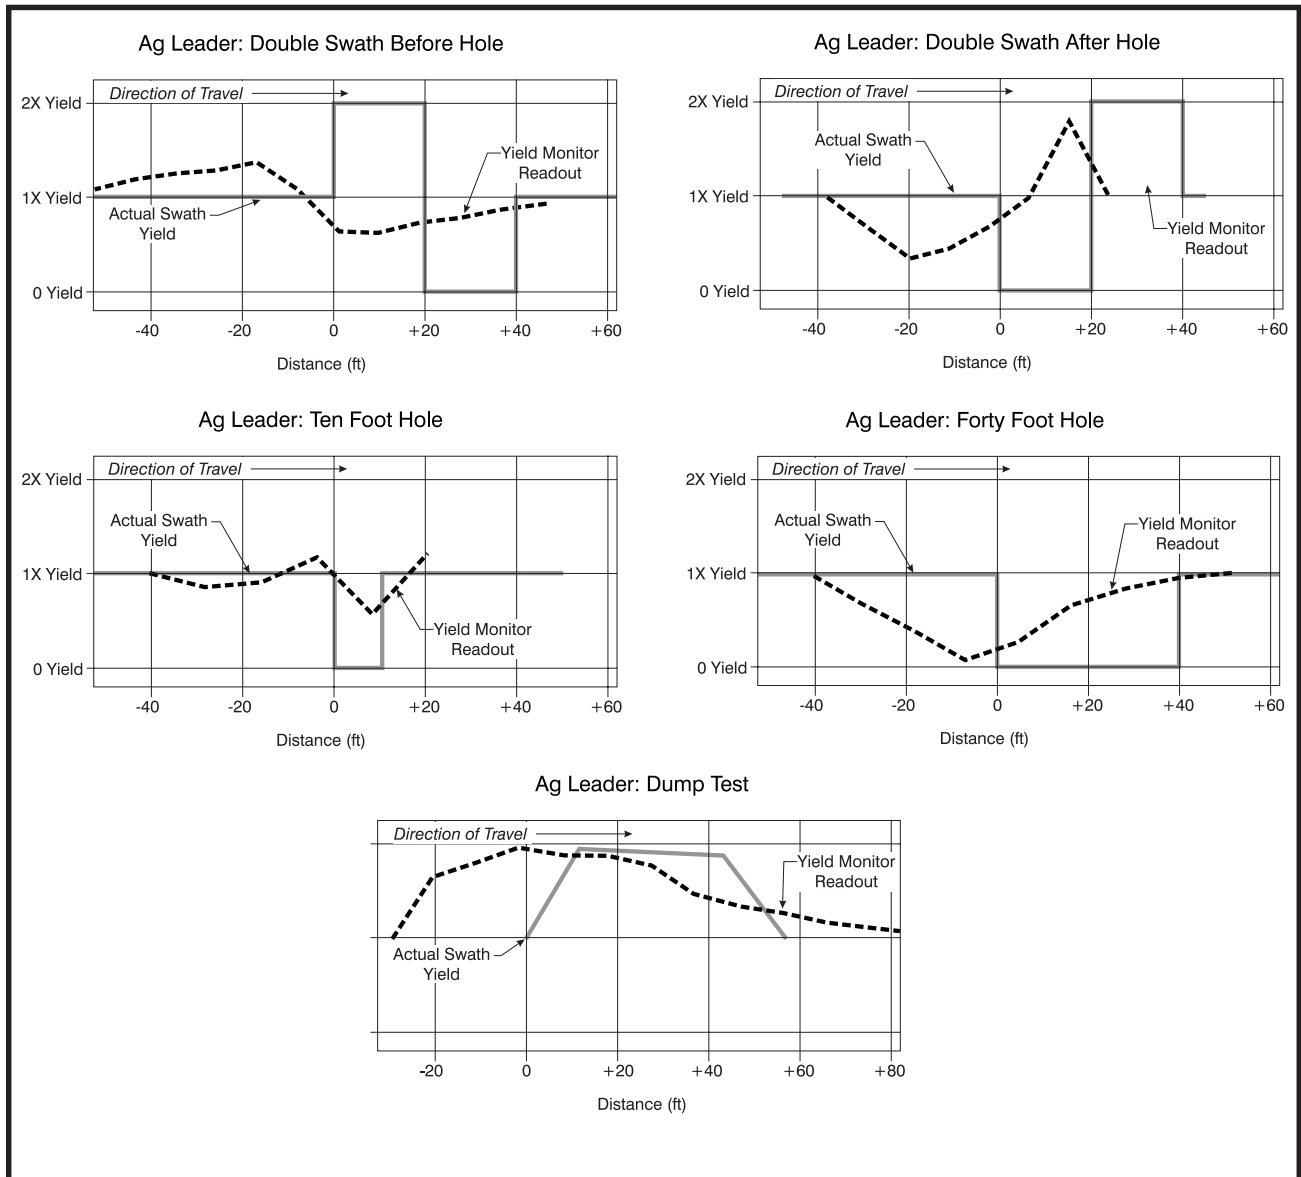 Ag Leader: Double Swath Before Hole
Direction of Travel
2X Yield
1X Yield
0 Yield
Yield Monitor
Readout
Actual Swath
Yield
-40
-20
0
+20
+40
+60
Distance (ft)
Ag Leader: Double Swath After Hole
Direction of Travel
2X Yield
1X Yield
0 Yield
Actual Swath
Yield
Yield Monitor
Readout
-40
-20
0
+20
+40
+60
Distance (ft)
Ag Leader: Ten Foot Hole
Direction of Travel
2X Yield
1X Yield
0 Yield
Actual Swath
Yield
Yield Monitor
Readout
-40
-20
0
+20
+40
+60
Distance (ft)
Ag Leader: Forty Foot Hole
Direction of Travel
2X Yield
1X Yield
0 Yield
Actual Swath
Yield
Yield Monitor
Readout
-40
-20
0
+20
+40
+60
Distance (ft)
Ag Leader: Dump Test
Direction of Travel
Yield Monitor
Readout
Actual Swath
Yield
-20
0
+20
+40
+60
+80
Distance (ft)